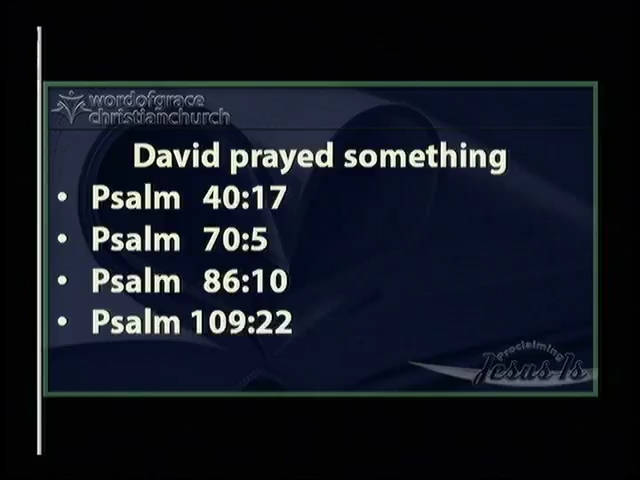 wordofgrace
christianchurch
David prayed something
• Psalm 40:17
• Psalm 70:5
• Psalm 86:10
• Psalm 109:22
Proclaiming
Jesus Is